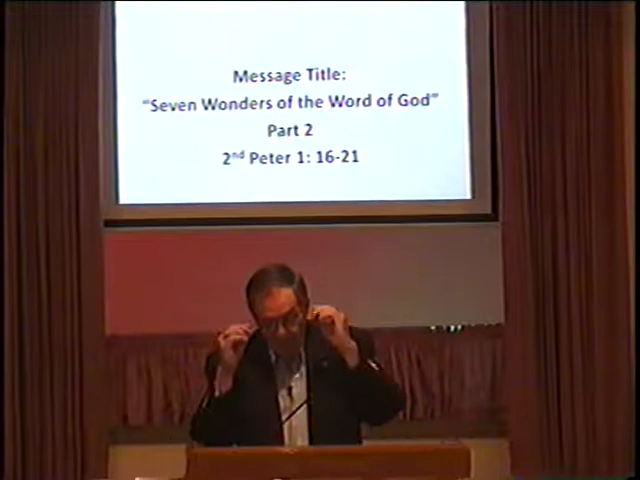 Message Title:
“Seven Wonders of the Word of God”
Part 2
2nd Peter 1: 16-21